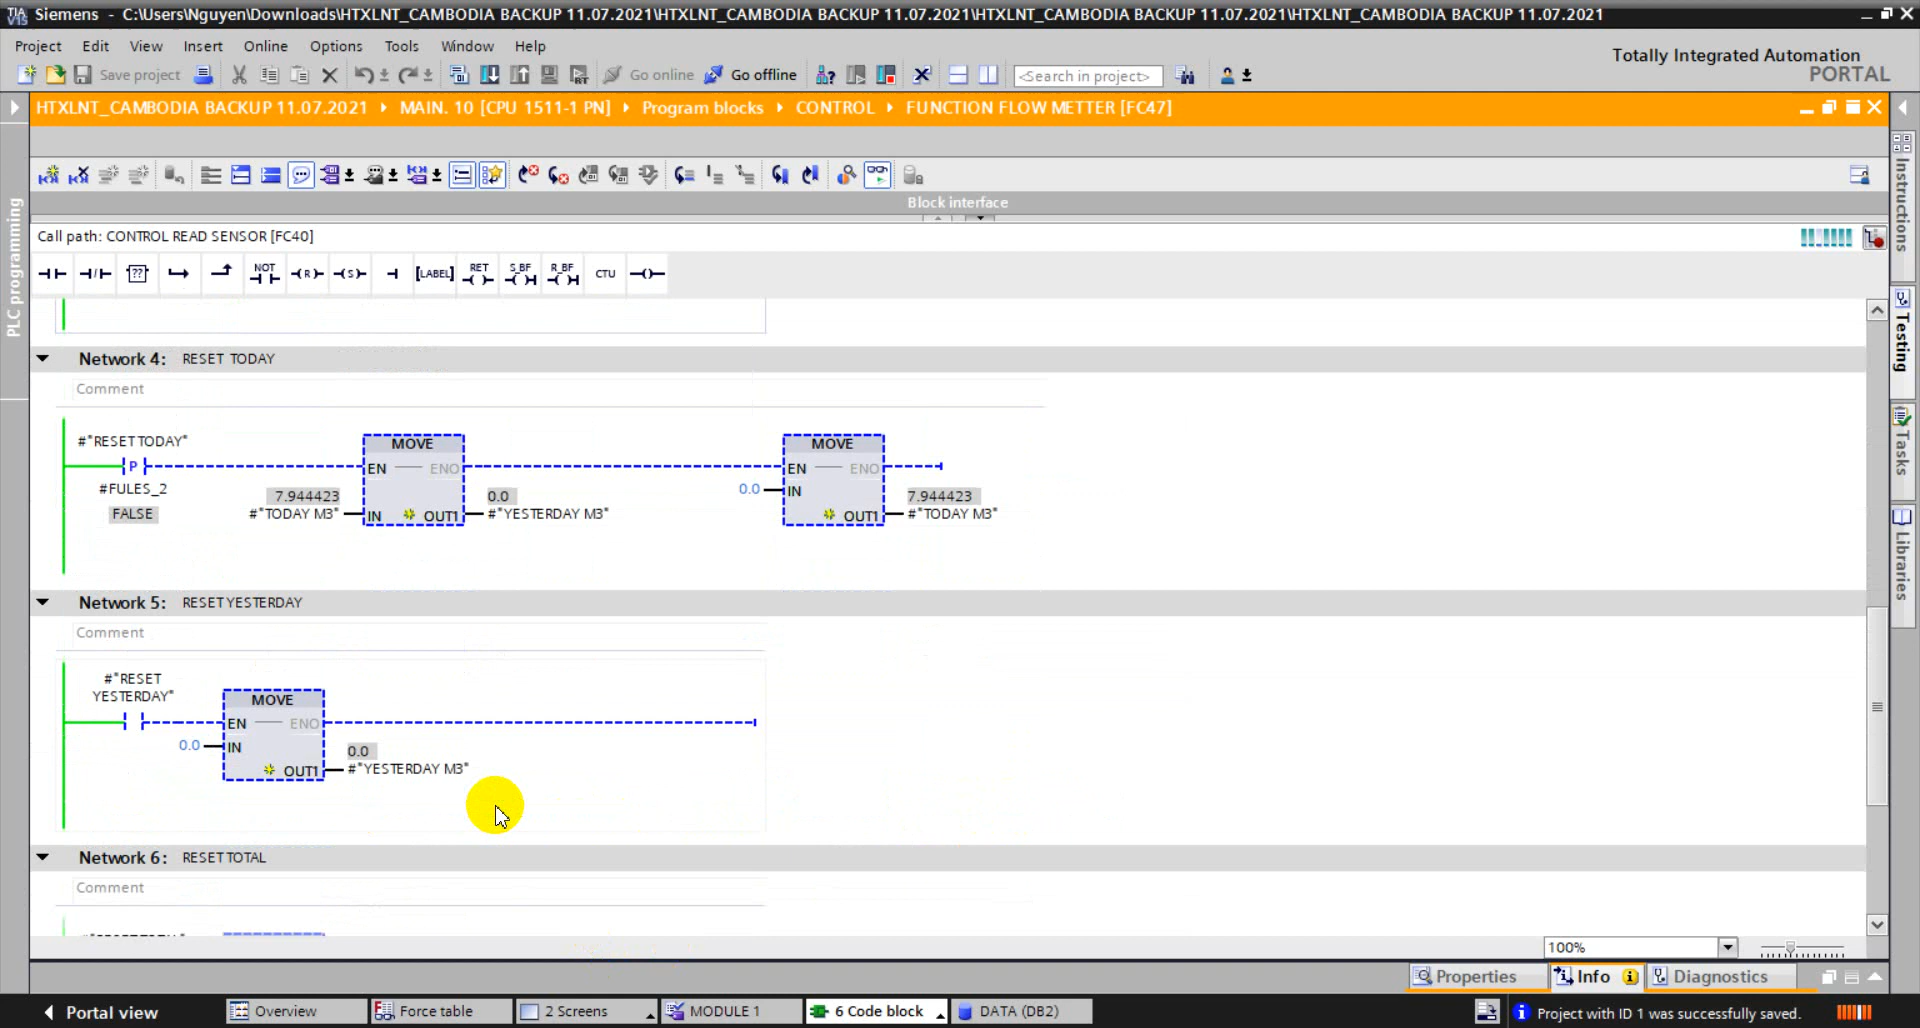 Siemens - C:\Users\Nguyen\Downloads\HTXLNT_CAMBODIA BACKUP 11.07.2021\HTXLNT_CAMBODIA BACKUP 11.07.2021\HTXLNT_CAMBODIA BACKUP 11.07.2021\HTXLNT_CAMBODIA BACKUP 11.07.2021
Project Edit View Insert Online Options Tools Window Help
Totally Integrated Automation
PORTAL
Save project Go online Go offline <Search in project>
HTXLNT_CAMBODIA BACKUP 11.07.2021 MAIN. 10 [CPU 1511-1 PN] Program blocks CONTROL FUNCTION FLOW METTER [FC47]
Block interface
Call path: CONTROL READ SENSOR [FC40]
?? NOT R S [LABEL] RET S_BF R_BF CTU
Network 4: RESET TODAY
Comment
#"RESET TODAY"
P
#FULES_2
FALSE
MOVE
EN ENO
7.944423
#"TODAY M3" IN OUT1
0.0
#"YESTERDAY M3"
MOVE
EN ENO
0.0 IN
OUT1
7.944423
#"TODAY M3"
Network 5: RESET YESTERDAY
Comment
#"RESET
YESTERDAY"
MOVE
EN ENO
0.0 IN
OUT1
0.0
#"YESTERDAY M3"
Network 6: RESET TOTAL
Comment
100%
Properties Info Diagnostics
Portal view Overview Force table 2 Screens MODULE 1 6 Code block DATA (DB2) Project with ID 1 was successfully saved.
PLC programming
Instructions
Testing
Tasks
Libraries